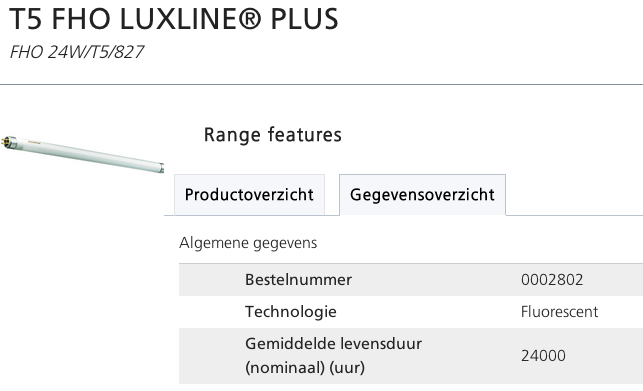 T5 FHO LUXLINE® PLUS
FHO 24W/T5/827
Range features
Productoverzicht
Gegevensoverzicht
Algemene gegevens
Bestelnummer 0002802
Technologie Fluorescent
Gemiddelde levensduur
(nominaal) (uur) 24000